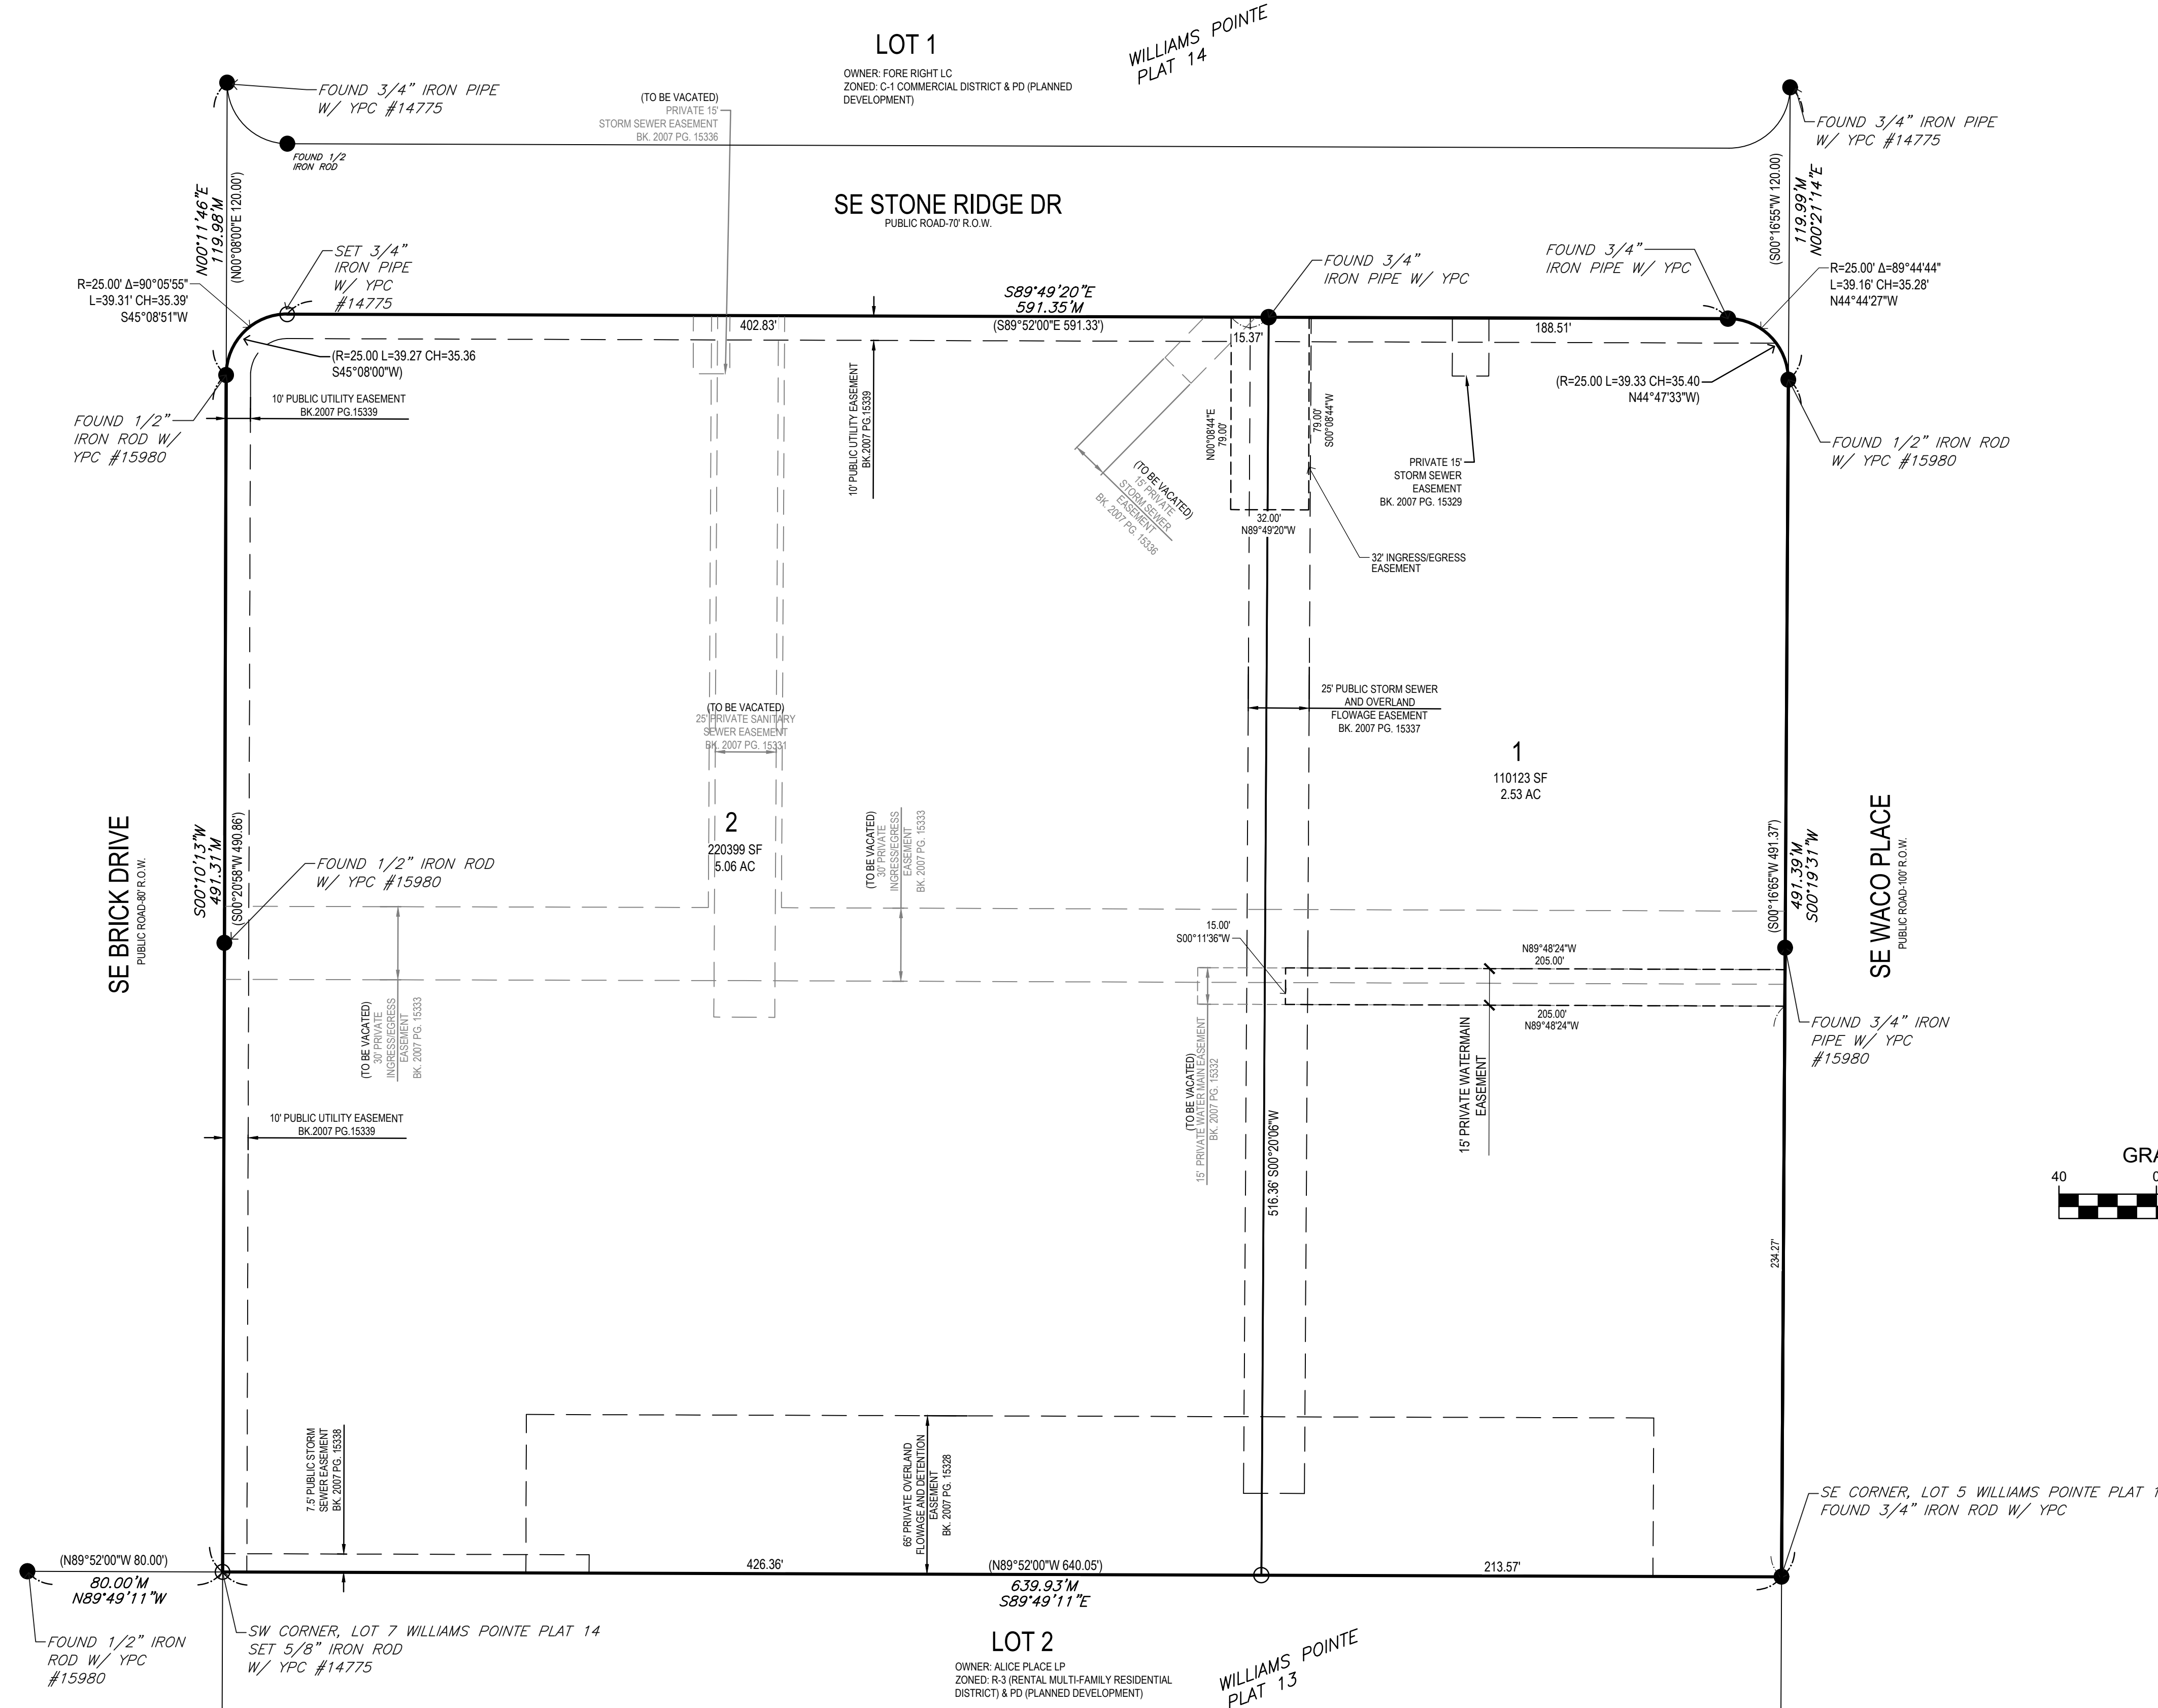 LOT 1
OWNER: FORE RIGHT LC
ZONED: C-1 COMMERCIAL DISTRICT & PD (PLANNED
DEVELOPMENT)
WILLIAMS POINTE
PLAT 14
FOUND 3/4" IRON PIPE
W/ YPC #14775
FOUND 1/2
IRON ROD
(TO BE VACATED)
PRIVATE 15'
STORM SEWER EASEMENT
BK. 2007 PG. 15336
FOUND 3/4" IRON PIPE
W/ YPC #14775
SE STONE RIDGE DR
PUBLIC ROAD-70' R.O.W.
N00°11'46"E
119.98'M
(N00°08'00"E 120.00')
(S00°16'55"W 120.00)
119.99'M
N00°21'14"E
SET 3/4"
IRON PIPE
W/ YPC
#14775
R=25.00' Δ=90°05'55"
L=39.31' CH=35.39'
S45°08'51"W
(R=25.00 L=39.27 CH=35.36
S45°08'00"W)
S89°49'20"E
591.35'M
(S89°52'00"E 591.33')
402.83'
15.37'
188.51'
FOUND 3/4"
IRON PIPE W/ YPC
FOUND 3/4"
IRON PIPE W/ YPC
R=25.00' Δ=89°44'44"
L=39.16' CH=35.28'
N44°44'27"W
(R=25.00 L=39.33 CH=35.40
N44°47'33"W)
FOUND 1/2"
IRON ROD W/
YPC #15980
10' PUBLIC UTILITY EASEMENT
BK.2007 PG.15339
10' PUBLIC UTILITY EASEMENT
BK.2007 PG.15339
(TO BE VACATED)
15' PRIVATE
STORM SEWER
EASEMENT
BK. 2007 PG. 15336
N00°08'44"E
79.00'
79.00'
S00°08'44"W
32.00'
N89°49'20"W
32' INGRESS/EGRESS
EASEMENT
PRIVATE 15'
STORM SEWER
EASEMENT
BK. 2007 PG. 15329
FOUND 1/2" IRON ROD
W/ YPC #15980
(TO BE VACATED)
25' PRIVATE SANITARY
SEWER EASEMENT
BK. 2007 PG. 15331
25' PUBLIC STORM SEWER
AND OVERLAND
FLOWAGE EASEMENT
BK. 2007 PG. 15337
1
110123 SF
2.53 AC
2
220399 SF
5.06 AC
SE BRICK DRIVE
PUBLIC ROAD-80' R.O.W.
S00°10'13"W
491.31'M
(S00°20'58"W 490.86')
FOUND 1/2" IRON ROD
W/ YPC #15980
(TO BE VACATED)
30' PRIVATE
INGRESS/EGRESS
EASEMENT
BK. 2007 PG. 15333
(TO BE VACATED)
30' PRIVATE
INGRESS/EGRESS
EASEMENT
BK. 2007 PG. 15333
(S00°16'65"W 491.37')
491.39'M
S00°19'31"W
SE WACO PLACE
PUBLIC ROAD-100' R.O.W.
15.00'
S00°11'36"W
N89°48'24"W
205.00'
205.00'
N89°48'24"W
(TO BE VACATED)
15' PRIVATE WATER MAIN EASEMENT
BK. 2007 PG. 15332
15' PRIVATE WATERMAIN
EASEMENT
FOUND 3/4" IRON
PIPE W/ YPC
#15980
10' PUBLIC UTILITY EASEMENT
BK.2007 PG.15339
516.36' S00°20'06"W
234.27'
GRA
40
0
7.5' PUBLIC STORM
SEWER EASEMENT
BK. 2007 PG. 15338
65' PRIVATE OVERLAND
FLOWAGE AND DETENTION
EASEMENT
BK. 2007 PG. 15328
SE CORNER, LOT 5 WILLIAMS POINTE PLAT 1
FOUND 3/4" IRON ROD W/ YPC
(N89°52'00"W 80.00')
80.00'M
N89°49'11"W
426.36'
(N89°52'00"W 640.05')
639.93'M
S89°49'11"E
213.57'
FOUND 1/2" IRON
ROD W/ YPC
#15980
SW CORNER, LOT 7 WILLIAMS POINTE PLAT 14
SET 5/8" IRON ROD
W/ YPC #14775
LOT 2
OWNER: ALICE PLACE LP
ZONED: R-3 (RENTAL MULTI-FAMILY RESIDENTIAL
DISTRICT) & PD (PLANNED DEVELOPMENT)
WILLIAMS POINTE
PLAT 13